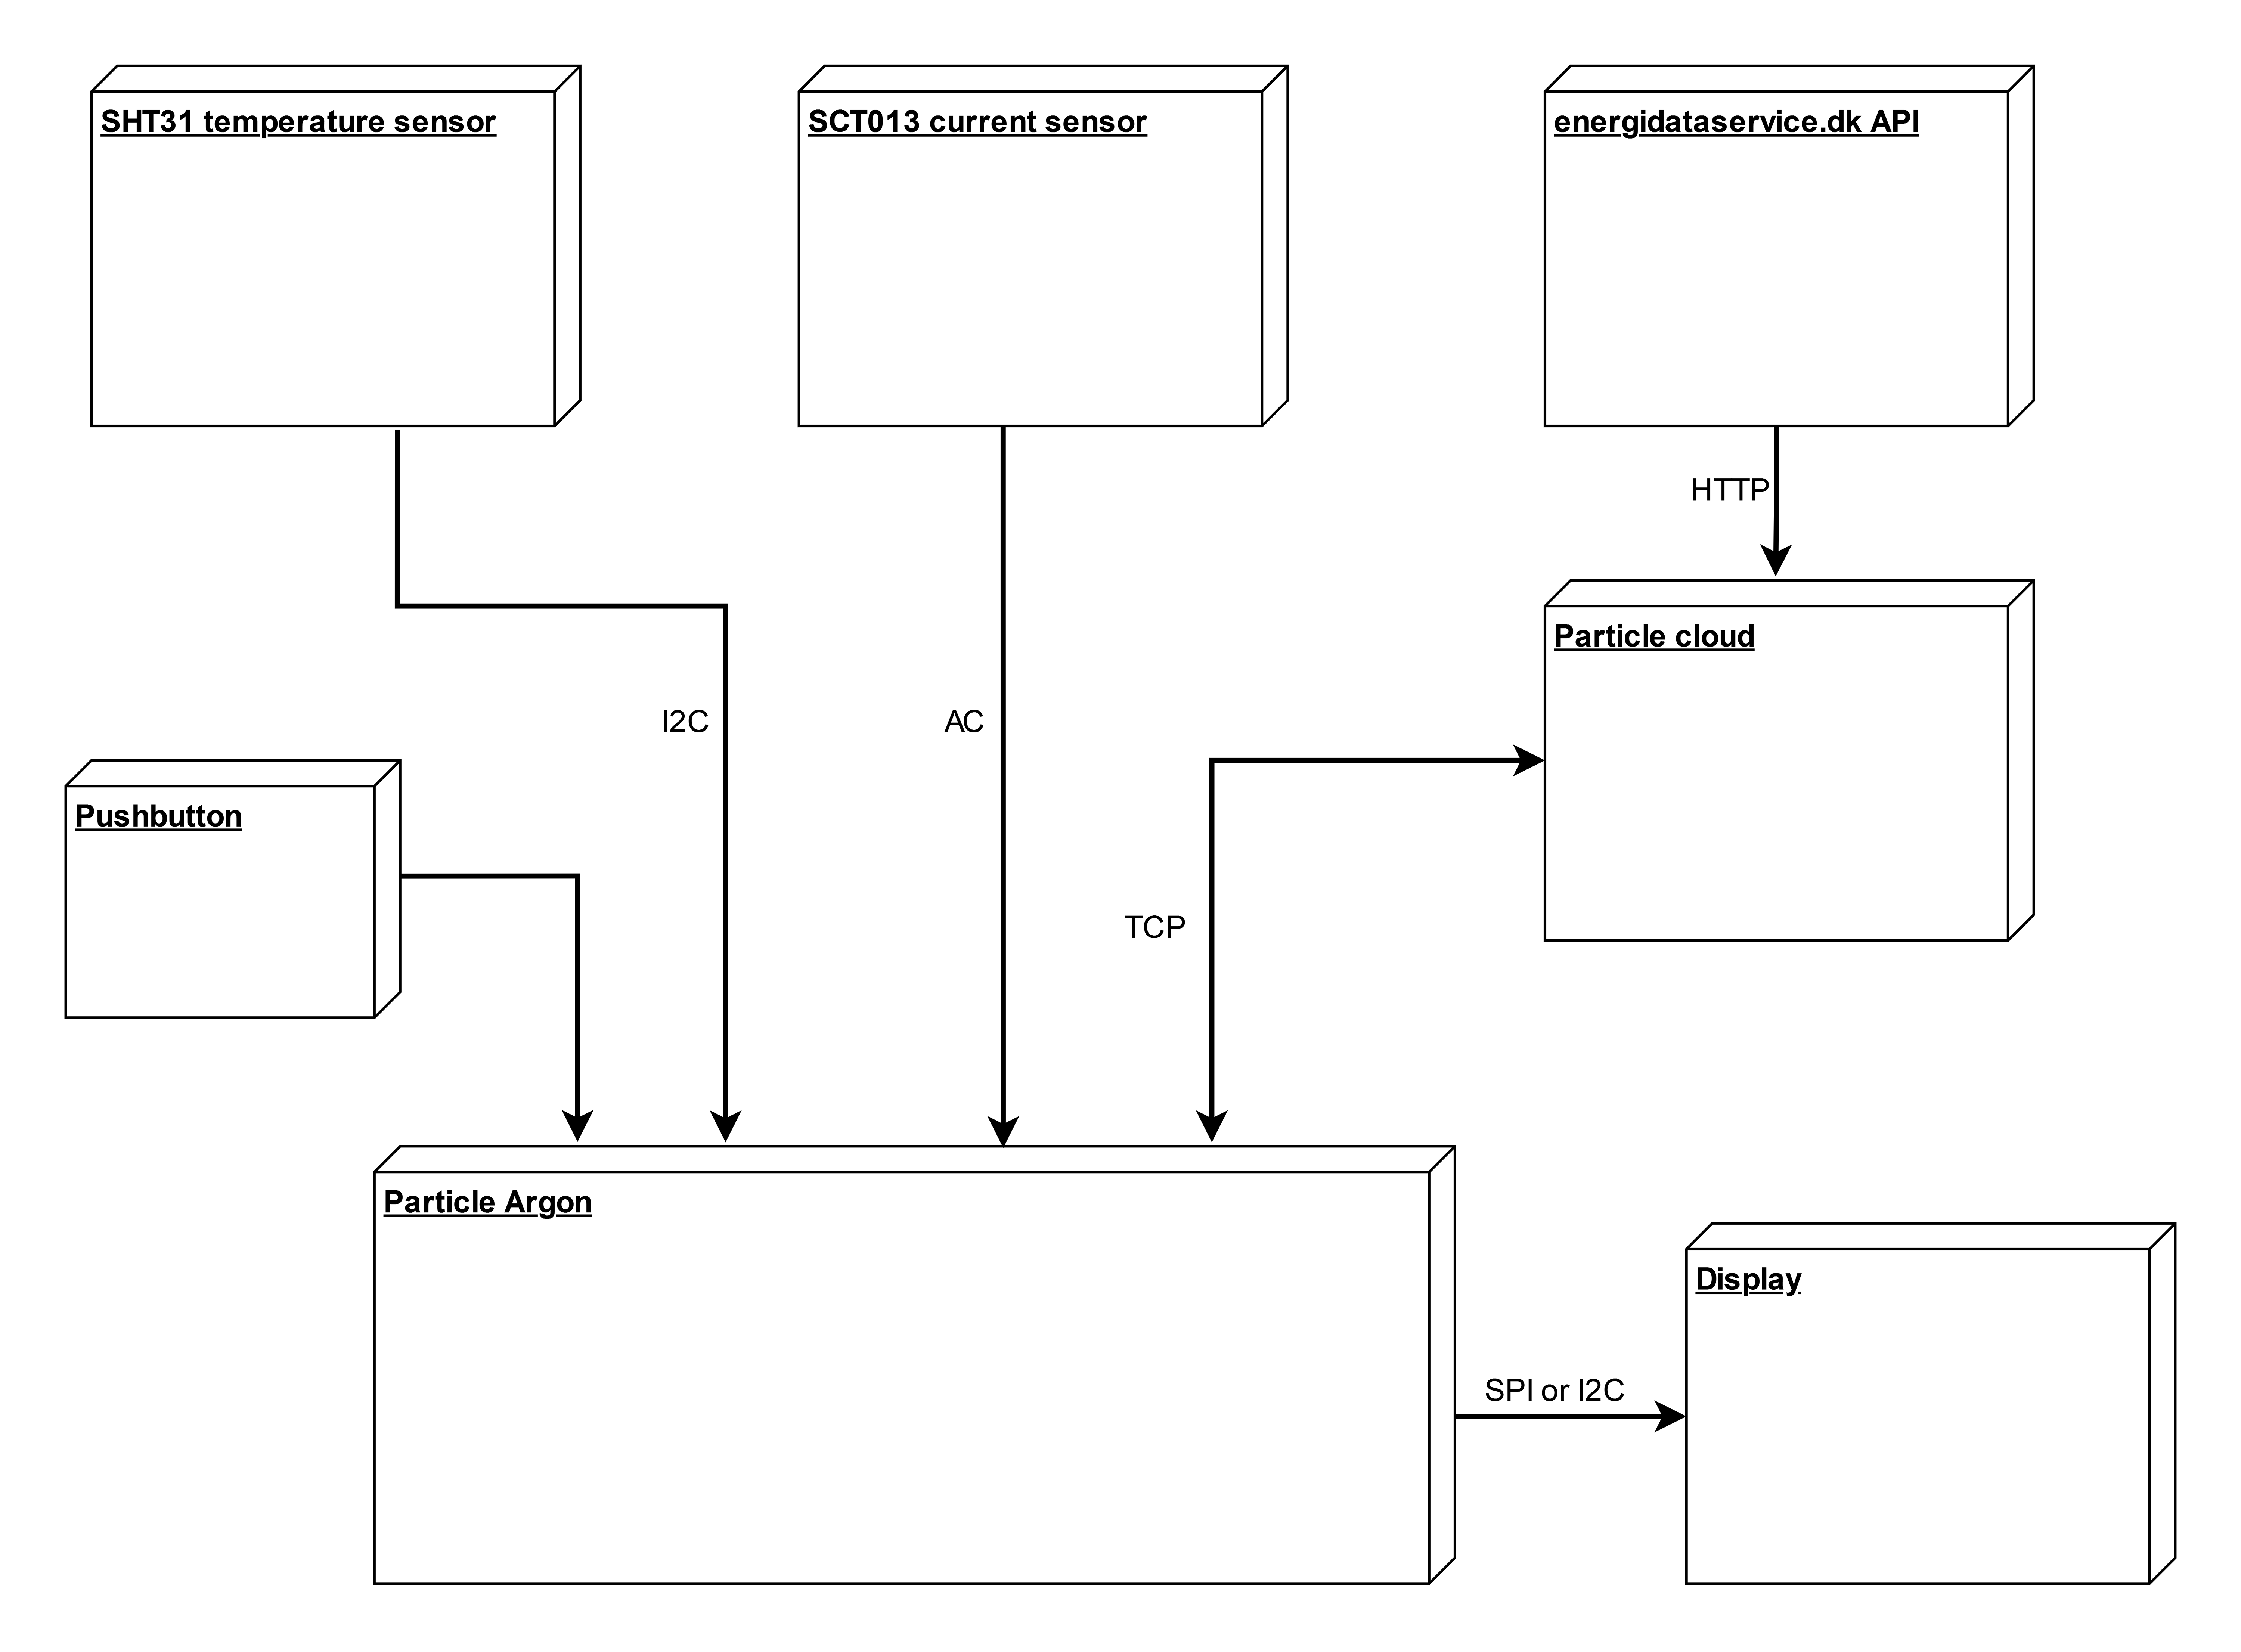 SHT31 temperature sensor
SCT013 current sensor
energidataservice.dk API
HTTP
Particle cloud
I2C
AC
Pushbutton
TCP
Particle Argon
Display
SPI or I2C